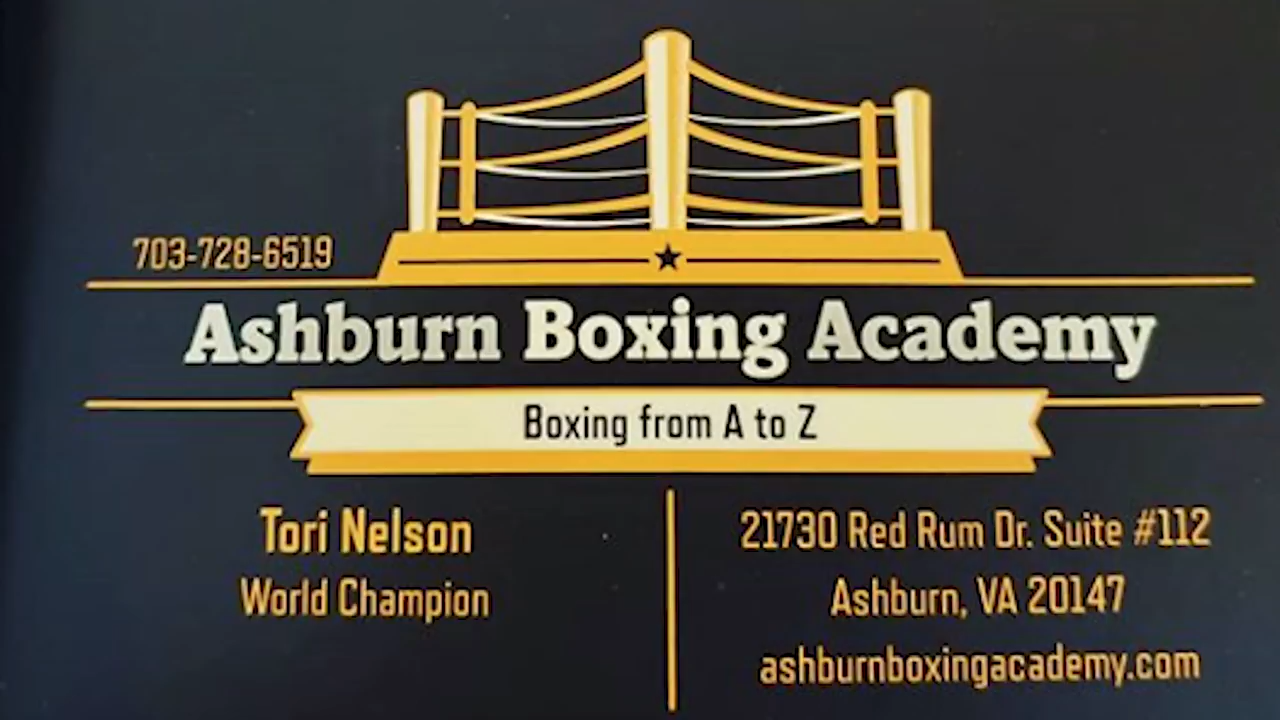 703-728-6519
Ashburn Boxing Academy
Boxing from A to Z
Tori Nelson
World Champion
21730 Red Rum Dr. Suite #112
Ashburn, VA 20147
ashburnboxingacademy.com